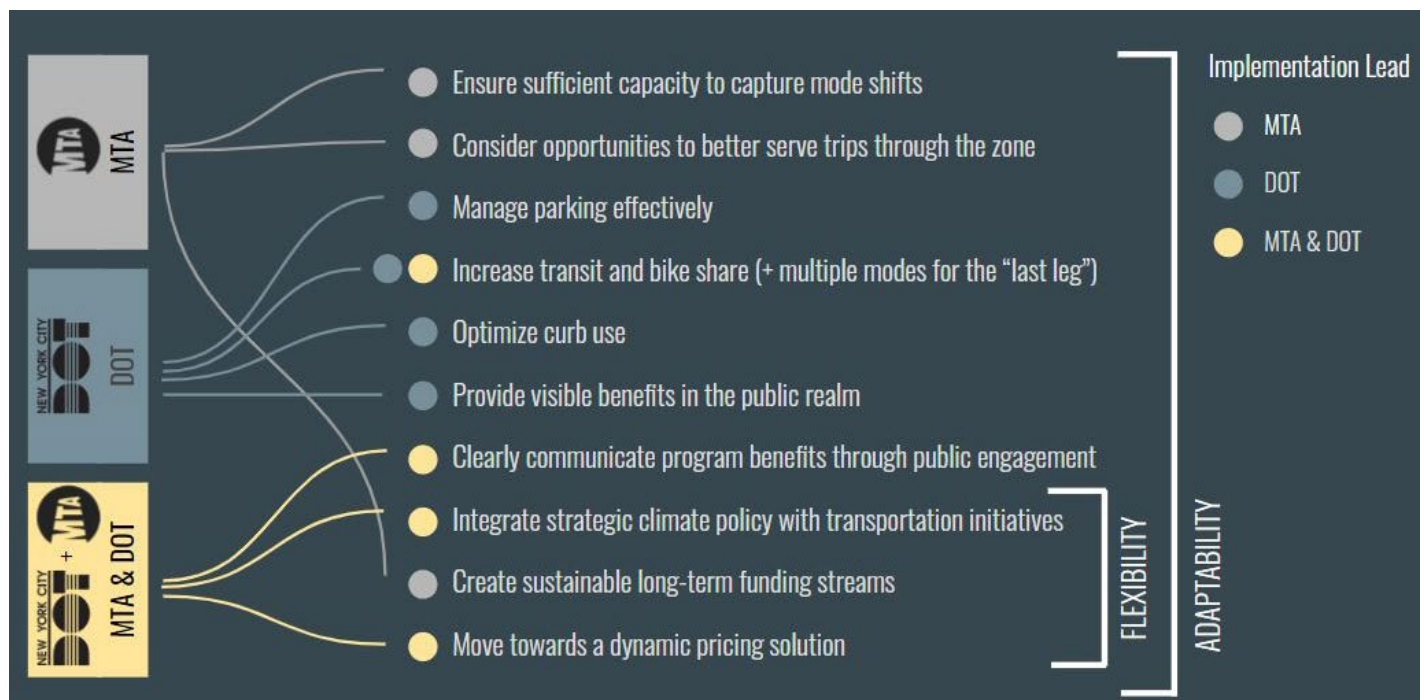 MTA
MTA
NEW YORK CITY
DOT
DOT
NEW YORK CITY
DOT + MTA
MTA & DOT
Ensure sufficient capacity to capture mode shifts
Consider opportunities to better serve trips through the zone
Manage parking effectively
Increase transit and bike share (+ multiple modes for the “last leg”)
Optimize curb use
Provide visible benefits in the public realm
Clearly communicate program benefits through public engagement
Integrate strategic climate policy with transportation initiatives
Create sustainable long-term funding streams
Move towards a dynamic pricing solution
FLEXIBILITY
ADAPTABILITY
Implementation Lead
MTA
DOT
MTA & DOT